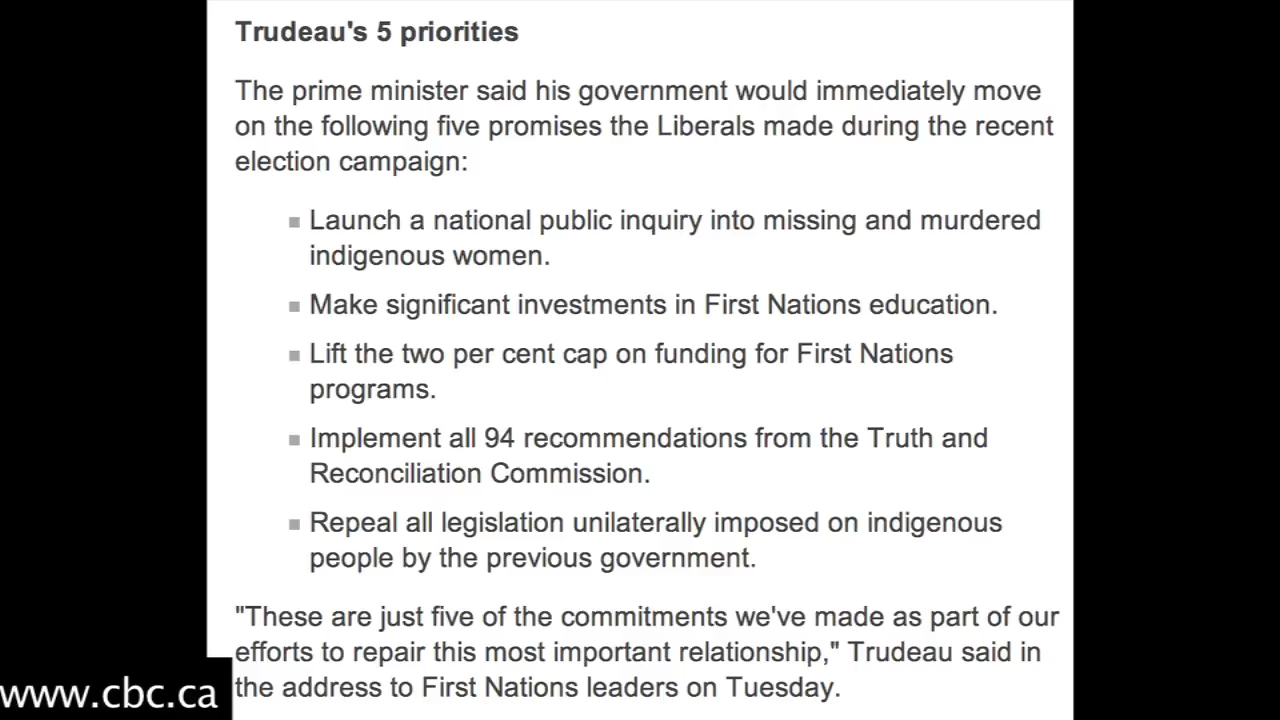 Trudeau's 5 priorities
The prime minister said his government would immediately move
on the following five promises the Liberals made during the recent
election campaign:
Launch a national public inquiry into missing and murdered
indigenous women.
Make significant investments in First Nations education.
Lift the two per cent cap on funding for First Nations
programs.
Implement all 94 recommendations from the Truth and
Reconciliation Commission.
Repeal all legislation unilaterally imposed on indigenous
people by the previous government.
"These are just five of the commitments we've made as part of our
efforts to repair this most important relationship," Trudeau said in
the address to First Nations leaders on Tuesday.
www.cbc.ca